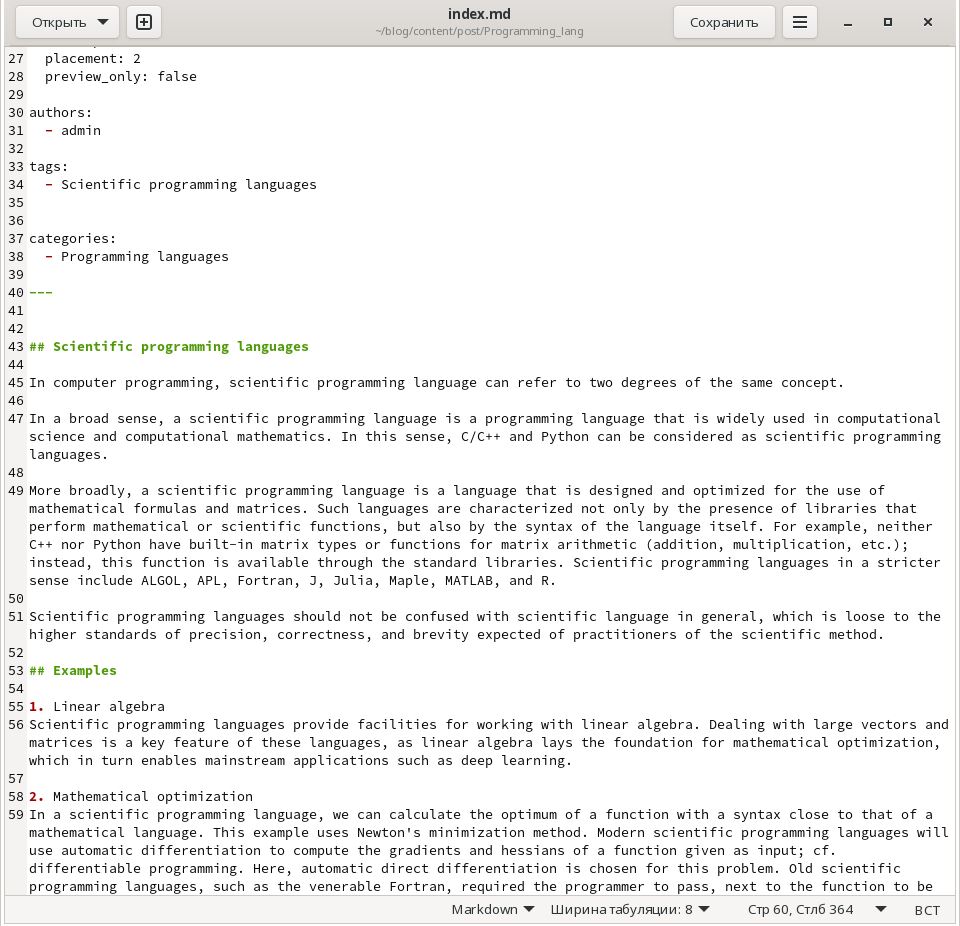 Открыть
index.md
~/blog/content/post/Programming_lang
Сохранить
27 placement: 2
28 preview_only: false
29
30 authors:
31 - admin
32
33 tags:
34 - Scientific programming languages
35
36
37 categories:
38 - Programming languages
39
40 ---
41
42
43 ## Scientific programming languages
44
45 In computer programming, scientific programming language can refer to two degrees of the same concept.
46
47 In a broad sense, a scientific programming language is a programming language that is widely used in computational
science and computational mathematics. In this sense, C/C++ and Python can be considered as scientific programming
languages.
48
49 More broadly, a scientific programming language is a language that is designed and optimized for the use of
mathematical formulas and matrices. Such languages are characterized not only by the presence of libraries that
perform mathematical or scientific functions, but also by the syntax of the language itself. For example, neither
C++ nor Python have built-in matrix types or functions for matrix arithmetic (addition, multiplication, etc.);
instead, this function is available through the standard libraries. Scientific programming languages in a stricter
sense include ALGOL, APL, Fortran, J, Julia, Maple, MATLAB, and R.
50
51 Scientific programming languages should not be confused with scientific language in general, which is loose to the
higher standards of precision, correctness, and brevity expected of practitioners of the scientific method.
52
53 ## Examples
54
55 1. Linear algebra
56 Scientific programming languages provide facilities for working with linear algebra. Dealing with large vectors and
matrices is a key feature of these languages, as linear algebra lays the foundation for mathematical optimization,
which in turn enables mainstream applications such as deep learning.
57
58 2. Mathematical optimization
59 In a scientific programming language, we can calculate the optimum of a function with a syntax close to that of a
mathematical language. This example uses Newton's minimization method. Modern scientific programming languages will
use automatic differentiation to compute the gradients and hessians of a function given as input; cf.
differentiable programming. Here, automatic direct differentiation is chosen for this problem. Old scientific
programming languages, such as the venerable Fortran, required the programmer to pass, next to the function to be
Markdown
Ширина табуляции: 8
Стр 60, Стлб 364
ВСТ